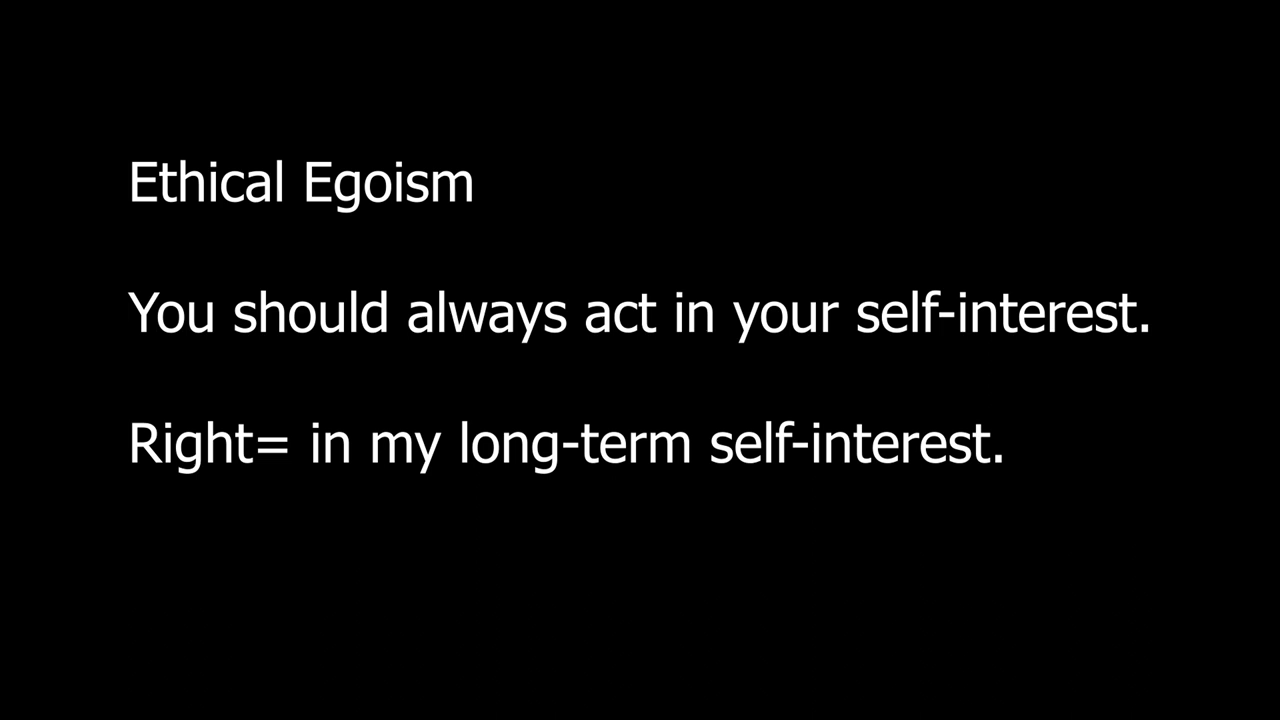 Ethical Egoism
You should always act in your self-interest.
Right= in my long-term self-interest.